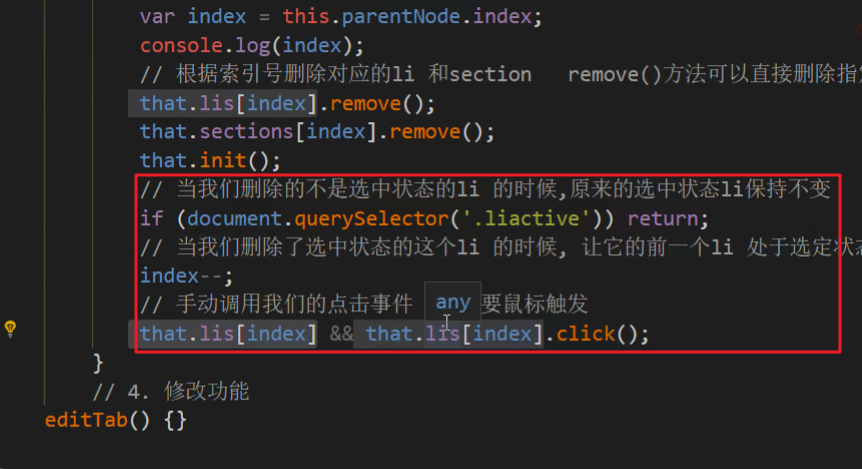 var index = this.parentNode.index;
console.log(index);
// 根据索引号删除对应的li 和section   remove()方法可以直接删除指
that.lis[index].remove();
that.sections[index].remove();
that.init();
// 当我们删除的不是选中状态的li 的时候,原来的选中状态li保持不变
if (document.querySelector('.liactive')) return;
// 当我们删除了选中状态的这个li 的时候, 让它的前一个li 处于选定状
index--;
// 手动调用我们的点击事件 any 要鼠标触发
that.lis[index] && that.lis[index].click();
}
// 4. 修改功能
editTab() {}